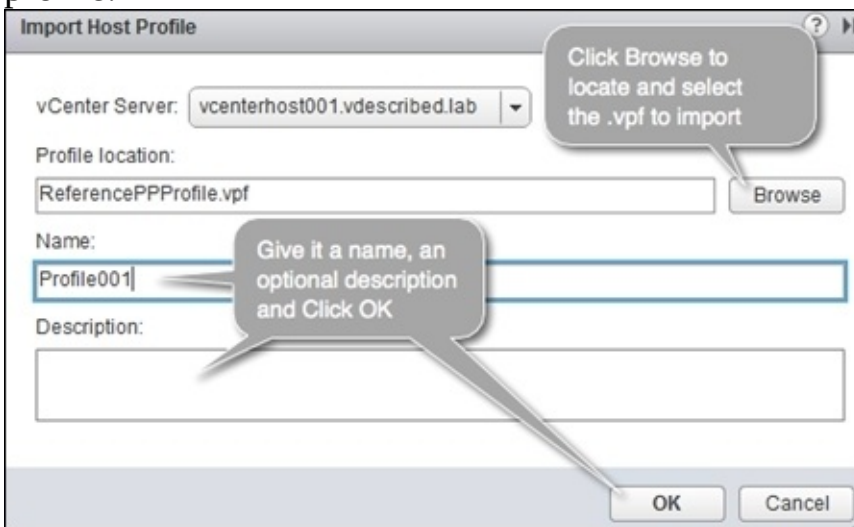 profile.
Import Host Profile
?
Click Browse to
locate and select
the .vpf to import
vCenter Server: vcenterhost001.vdescribed.lab
Profile location:
ReferencePPProfile.vpf
Browse
Name:
Profile001
Give it a name, an
optional description
and Click OK
Description:
OK
Cancel